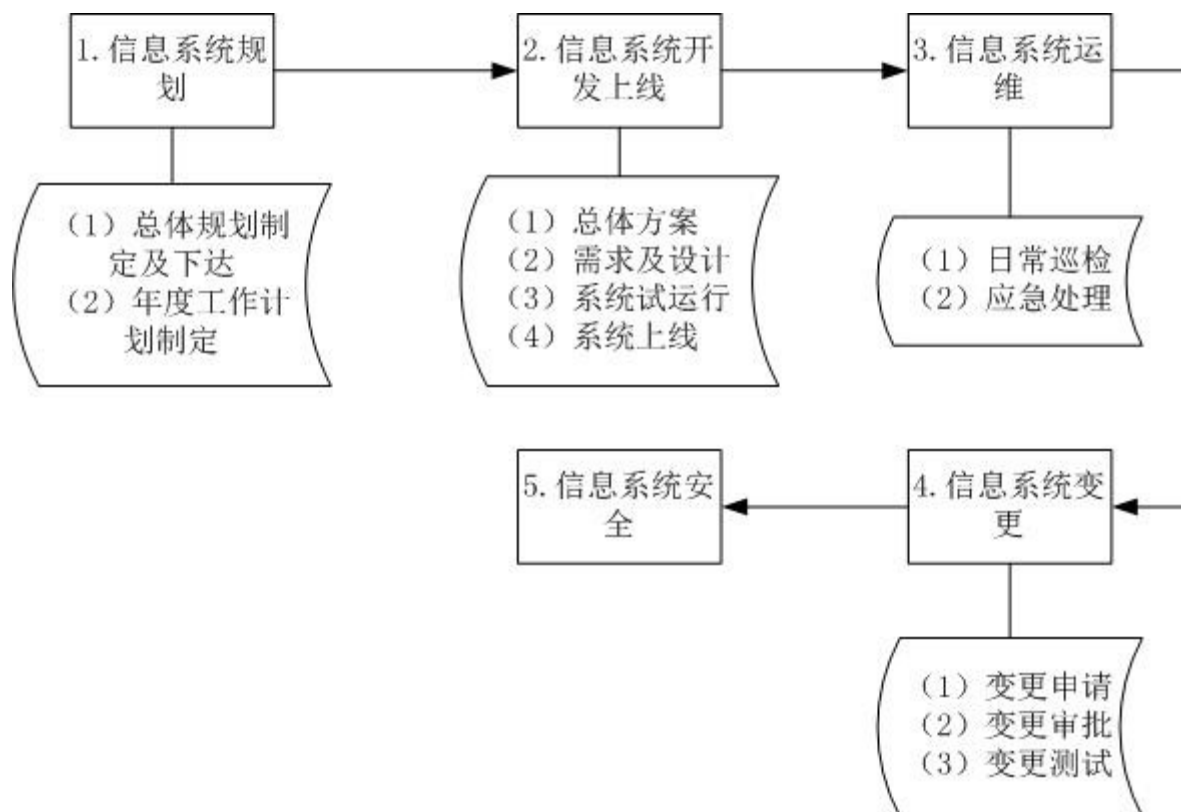 1.信息系统规
划
2.信息系统开
发上线
3.信息系统运
维
（1）总体规划制
定及下达
（2）年度工作计
划制定
（1）总体方案
（2）需求及设计
（3）系统试运行
（4）系统上线
（1）日常巡检
（2）应急处理
5.信息系统安
全
4.信息系统变
更
（1）变更申请
（2）变更审批
（3）变更测试